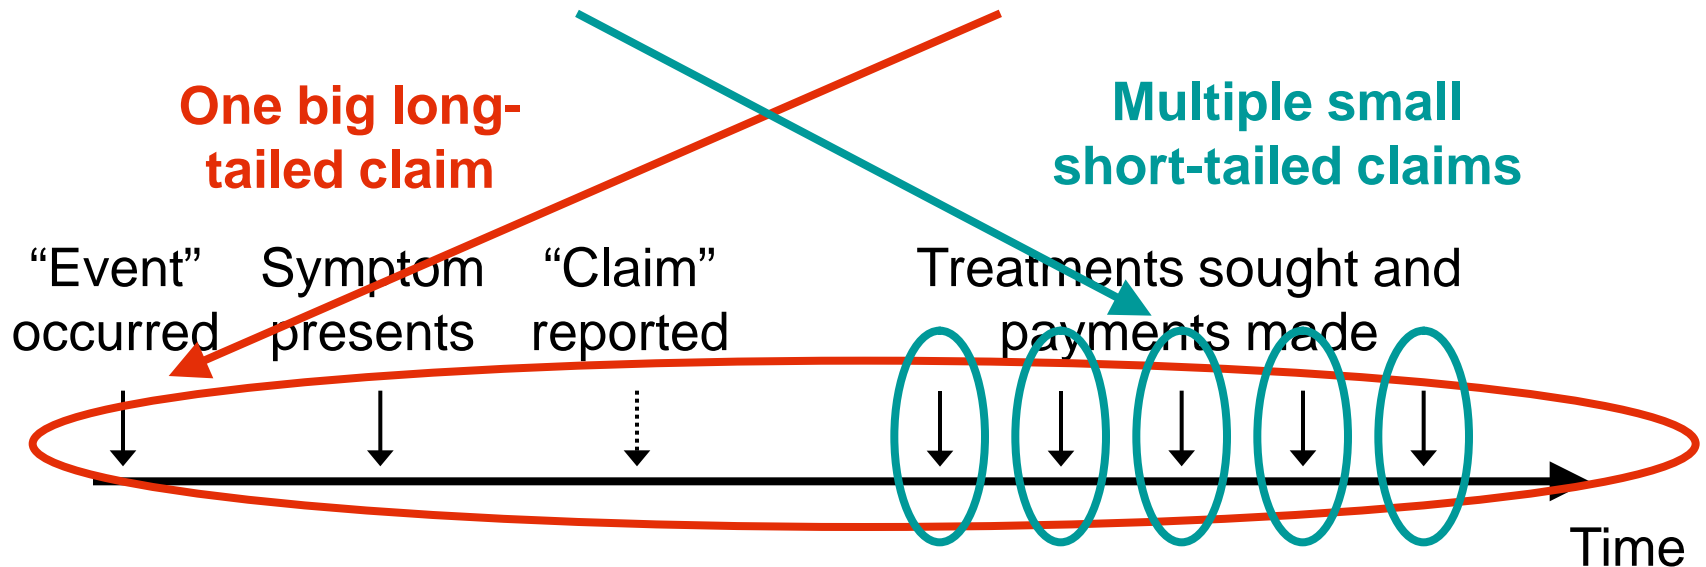 One big long-
tailed claim
Multiple small
short-tailed claims
“Event”
occurred
Symptom
presents
“Claim”
reported
Treatments sought and
payments made
Time